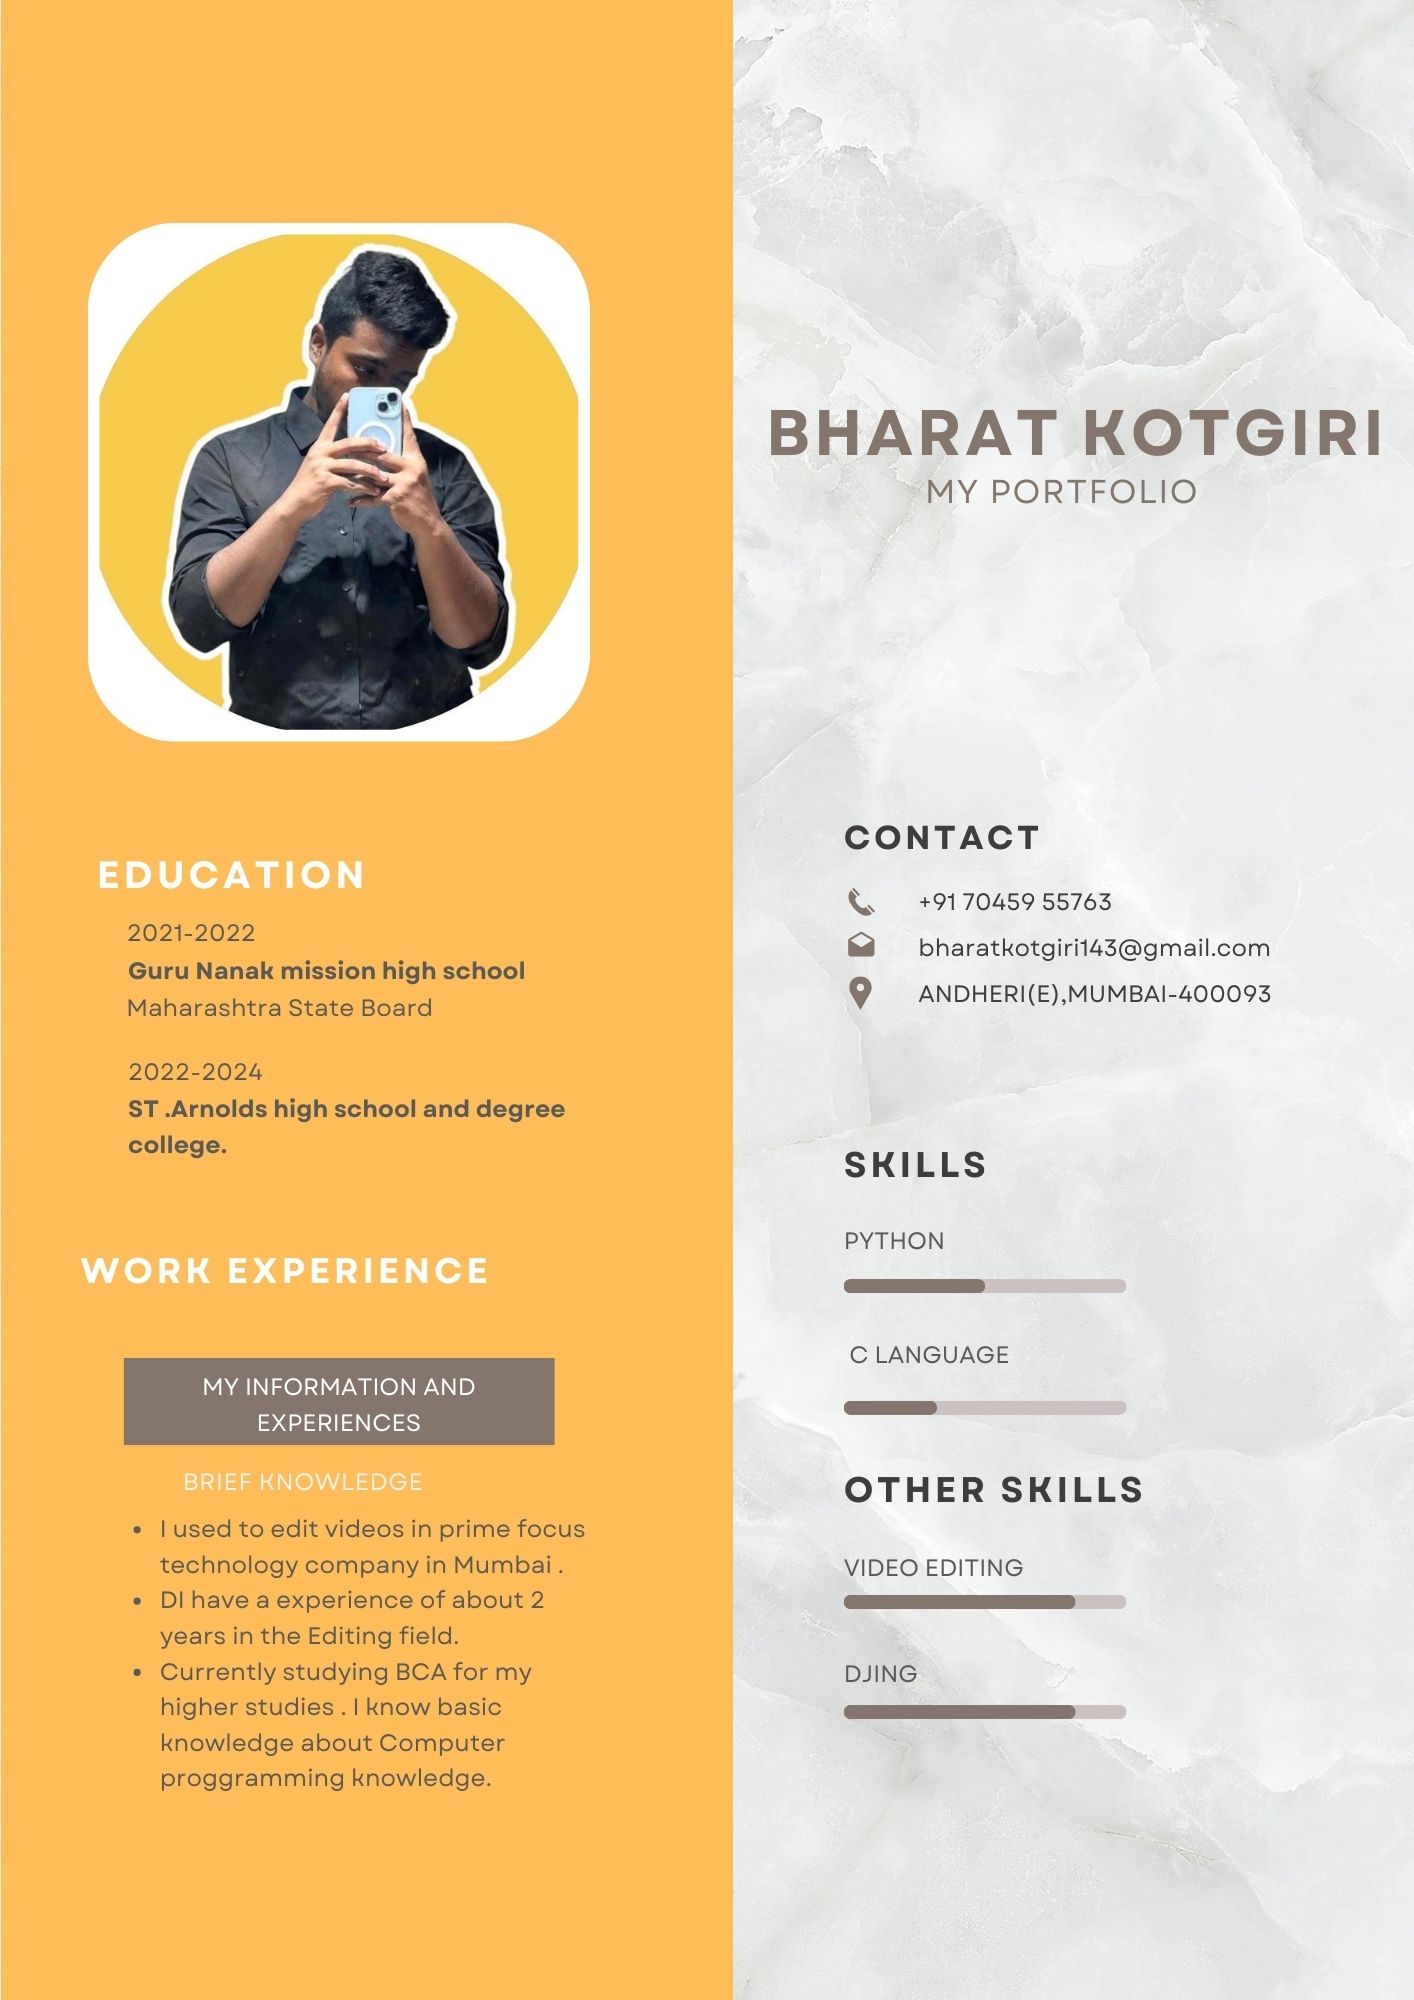 BHARAT KOTGIRI
MY PORTFOLIO
EDUCATION
2021-2022
Guru Nanak mission high school
Maharashtra State Board
2022-2024
ST .Arnolds high school and degree
college.
WORK EXPERIENCE
MY INFORMATION AND
EXPERIENCES
BRIEF KNOWLEDGE
• I used to edit videos in prime focus
technology company in Mumbai .
• DI have a experience of about 2
years in the Editing field.
• Currently studying BCA for my
higher studies . I know basic
knowledge about Computer
proggramming knowledge.
CONTACT
+91 70459 55763
bharatkotgiri143@gmail.com
ANDHERI(E),MUMBAI-400093
SKILLS
PYTHON
C LANGUAGE
OTHER SKILLS
VIDEO EDITING
DJING